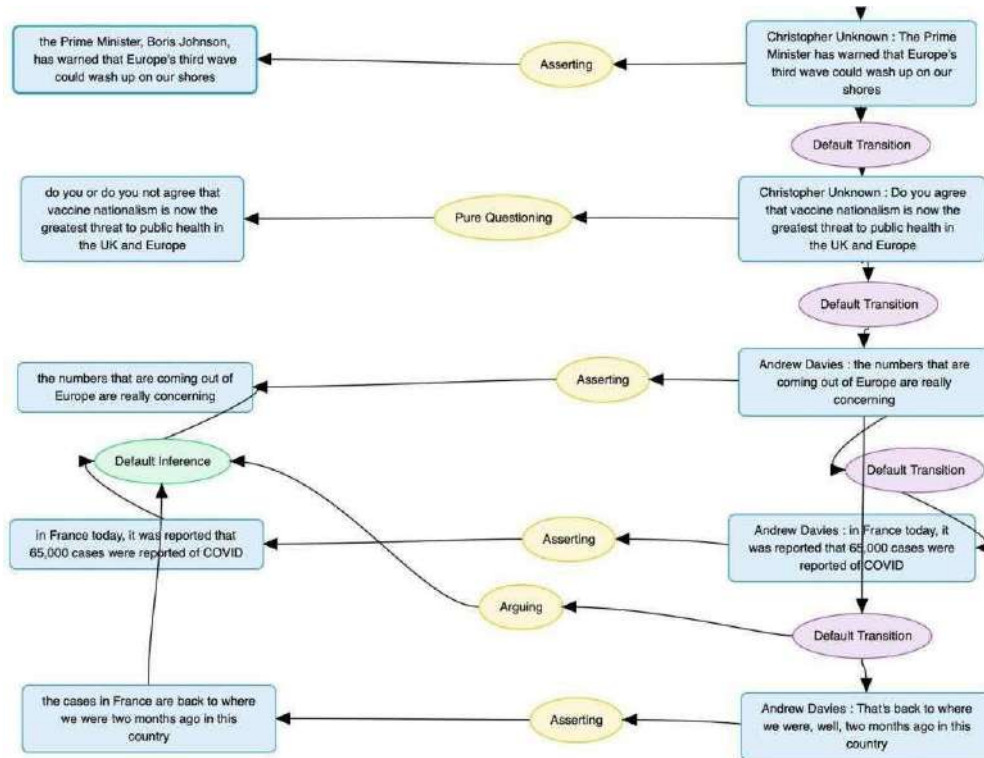 the Prime Minister, Boris Johnson,
has warned that Europe's third wave
could wash up on our shores
Asserting
Christopher Unknown : The Prime
Minister has warned that Europe's
third wave could wash up on our
shores
Default Transition
do you or do you not agree that
vaccine nationalism is now the
greatest threat to public health in
the UK and Europe
Pure Questioning
Christopher Unknown : Do you agree
that vaccine nationalism is now the
greatest threat to public health in
the UK and Europe
Default Transition
the numbers that are coming out of
Europe are really concerning
Asserting
Andrew Davies : the numbers that are
coming out of Europe are really
concerning
Default Inference
Default Transition
in France today, it was reported that
65,000 cases were reported of COVID
Asserting
Andrew Davies : in France today, it
was reported that 65,000 cases were
reported of COVID
Arguing
Default Transition
the cases in France are back to where
we were two months ago in this
country
Asserting
Andrew Davies : That's back to where
we were, well, two months ago in this
country